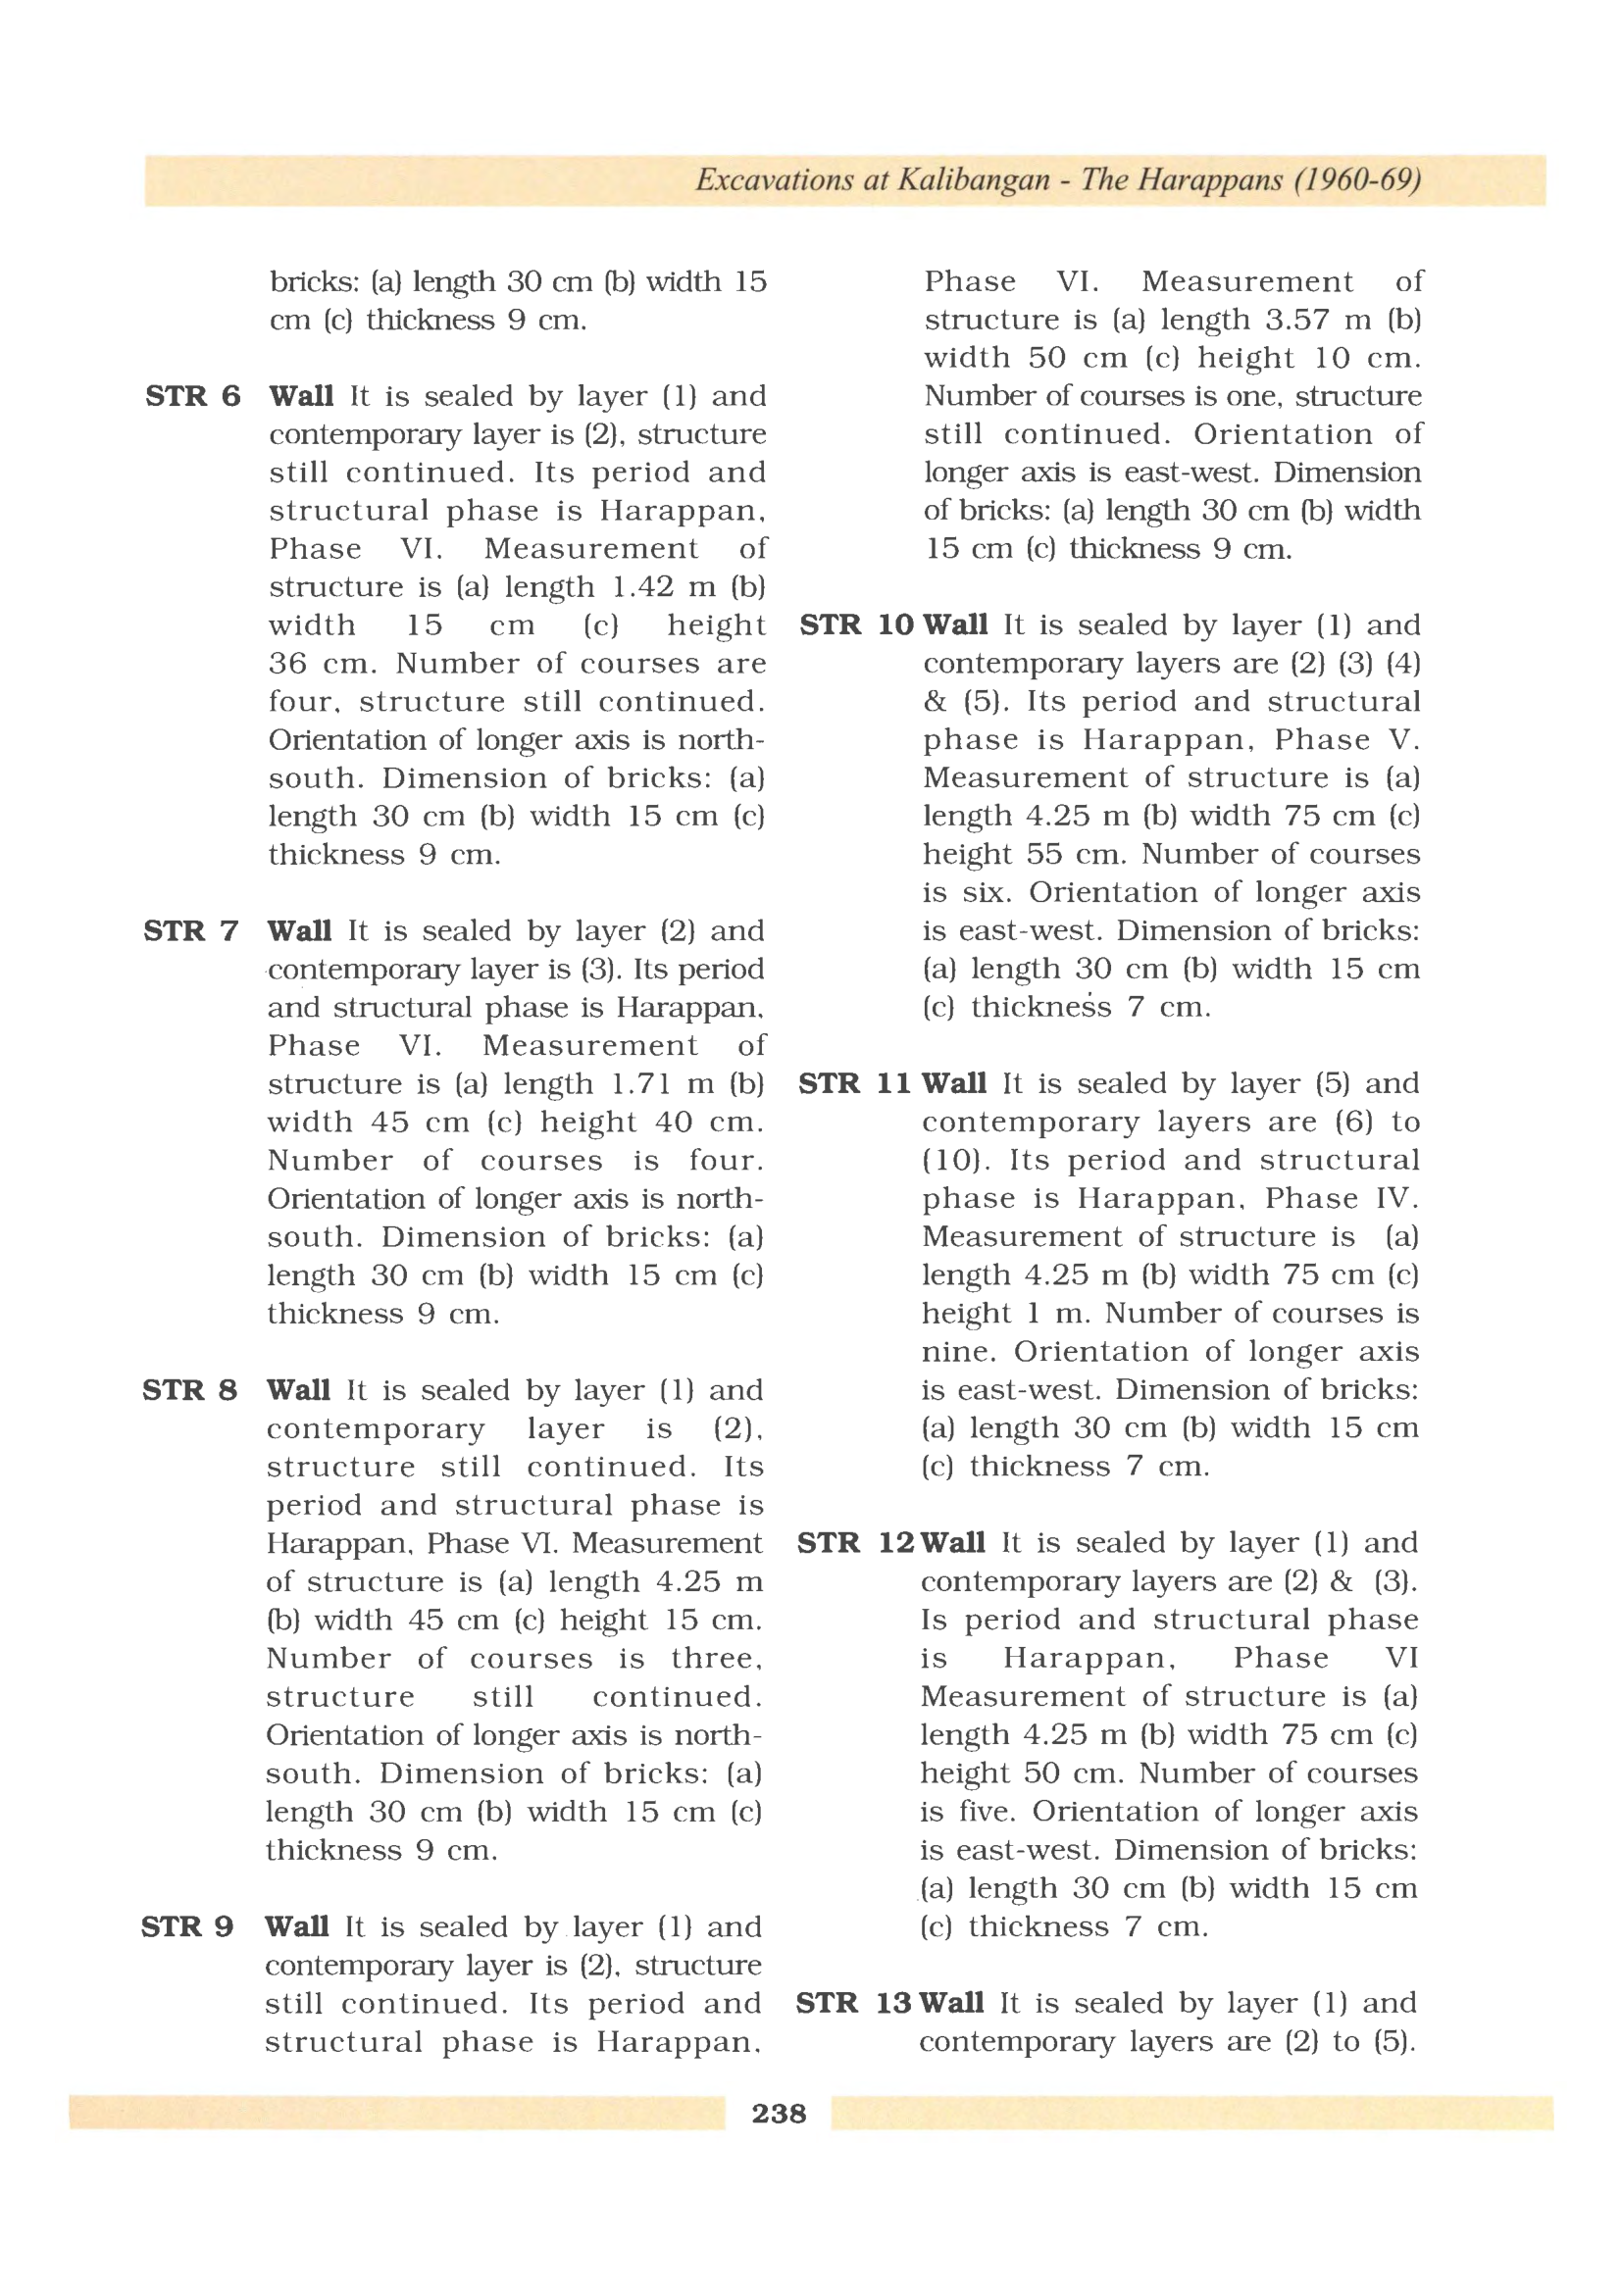 Excavations at Kalibangan - The Harappans (1960-69)
bricks: (a) length 30 cm (b) width 15
cm (c) thickness 9 cm.
STR 6 Wall It is sealed by layer (1) and
contemporary layer is (2), structure
still continued. Its period and
structural phase is Harappan,
Phase VI. Measurement of
structure is (a) length 1.42 m (b)
width 15 cm (c) height
36 cm. Number of courses are
four, structure still continued.
Orientation of longer axis is north-
south. Dimension of bricks: (a)
length 30 cm (b) width 15 cm (c)
thickness 9 cm.
STR 7 Wall It is sealed by layer (2) and
contemporary layer is (3). Its period
and structural phase is Harappan,
Phase VI. Measurement of
structure is (a) length 1.71 m (b)
width 45 cm (c) height 40 cm.
Number of courses is four.
Orientation of longer axis is north-
south. Dimension of bricks: (a)
length 30 cm (b) width 15 cm (c)
thickness 9 cm.
STR 8 Wall It is sealed by layer (1) and
contemporary layer is (2),
structure still continued. Its
period and structural phase is
Harappan, Phase VI. Measurement
of structure is (a) length 4.25 m
(b) width 45 cm (c) height 15 cm.
Number of courses is three,
structure still continued.
Orientation of longer axis is north-
south. Dimension of bricks: (a)
length 30 cm (b) width 15 cm (c)
thickness 9 cm.
STR 9 Wall It is sealed by layer (1) and
contemporary layer is (2), structure
still continued. Its period and
structural phase is Harappan,
Phase VI. Measurement of
structure is (a) length 3.57 m (b)
width 50 cm (c) height 10 cm.
Number of courses is one, structure
still continued. Orientation of
longer axis is east-west. Dimension
of bricks: (a) length 30 cm (b) width
15 cm (c) thickness 9 cm.
STR 10 Wall It is sealed by layer (1) and
contemporary layers are (2) (3) (4)
& (5). Its period and structural
phase is Harappan, Phase V.
Measurement of structure is (a)
length 4.25 m (b) width 75 cm (c)
height 55 cm. Number of courses
is six. Orientation of longer axis
is east-west. Dimension of bricks:
(a) length 30 cm (b) width 15 cm
(c) thickness 7 cm.
STR 11 Wall It is sealed by layer (5) and
contemporary layers are (6) to
(10). Its period and structural
phase is Harappan, Phase IV.
Measurement of structure is (a)
length 4.25 m (b) width 75 cm (c)
height 1 m. Number of courses is
nine. Orientation of longer axis
is east-west. Dimension of bricks:
(a) length 30 cm (b) width 15 cm
(c) thickness 7 cm.
STR 12 Wall It is sealed by layer (1) and
contemporary layers are (2) & (3).
Is period and structural phase
is Harappan, Phase VI
Measurement of structure is (a)
length 4.25 m (b) width 75 cm (c)
height 50 cm. Number of courses
is five. Orientation of longer axis
is east-west. Dimension of bricks:
(a) length 30 cm (b) width 15 cm
(c) thickness 7 cm.
STR 13 Wall It is sealed by layer (1) and
contemporary layers are (2) to (5).
238